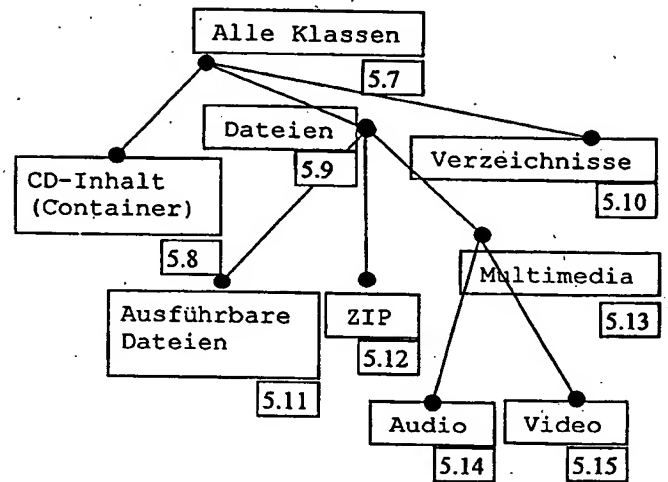 Alle Klassen
5.7
Dateien
5.9
Verzeichnisse
5.10
CD-Inhalt
(Container)
5.8
Multimedia
5.13
Ausführbare
Dateien
5.11
ZIP
5.12
Audio
5.14
Video
5.15